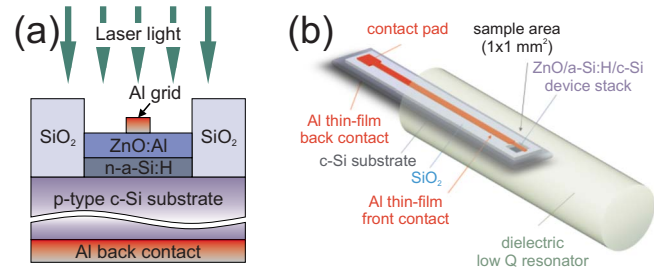 (a)
Laser light
Al grid
SiO2
SiO2
ZnO:Al
n-a-Si:H
p-type c-Si substrate
Al back contact
(b)
contact pad
sample area
(1x1 mm²)
ZnO/a-Si:H/c-Si
device stack
Al thin-film
back contact
c-Si substrate
SiO2
Al thin-film
front contact
dielectric
low Q resonator